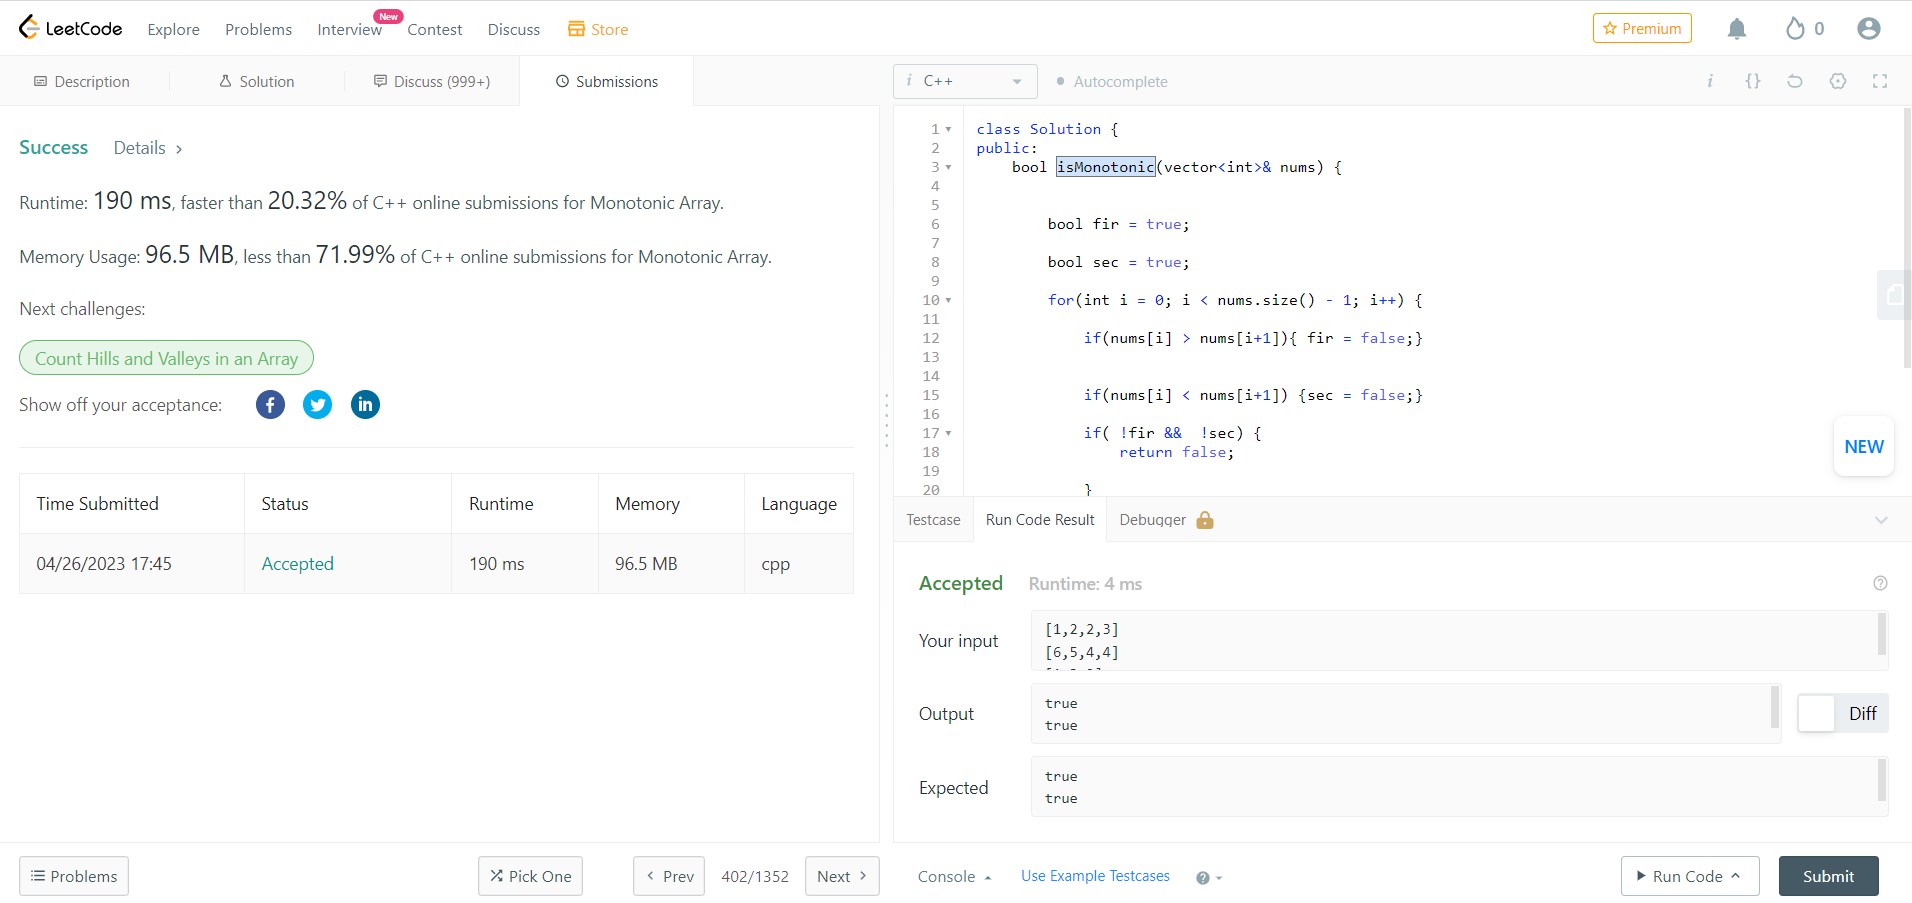 LeetCode Explore Problems Interview New Contest Discuss Store Premium 0
Description Solution Discuss (999+) Submissions
Success Details >
Runtime: 190 ms, faster than 20.32% of C++ online submissions for Monotonic Array.
Memory Usage: 96.5 MB, less than 71.99% of C++ online submissions for Monotonic Array.
Next challenges:
Count Hills and Valleys in an Array
Show off your acceptance:
Time Submitted Status Runtime Memory Language
04/26/2023 17:45 Accepted 190 ms 96.5 MB cpp
Problems Pick One < Prev 402/1352 Next >
i C++ Autocomplete i {}
1 class Solution {
2 public:
3     bool isMonotonic(vector<int>& nums) {
4
5
6         bool fir = true;
7
8         bool sec = true;
9
10         for(int i = 0; i < nums.size() - 1; i++) {
11
12             if(nums[i] > nums[i+1]){ fir = false;}
13
14
15             if(nums[i] < nums[i+1]) {sec = false;}
16
17             if( !fir &&  !sec) {
18                 return false;
19
20             }
NEW
Testcase Run Code Result Debugger
Accepted Runtime: 4 ms
Your input
[1,2,2,3]
[6,5,4,4]
Output
true
true
Diff
Expected
true
true
Console Use Example Testcases Run Code Submit